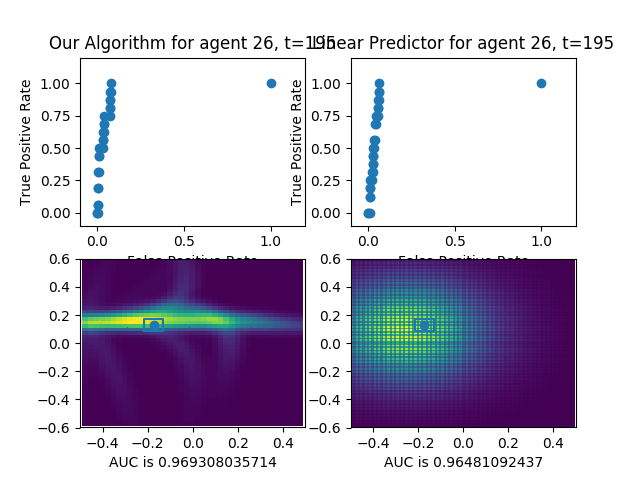 Our Algorithm for agent 26, t=195
Linear Predictor for agent 26, t=195
True Positive Rate
1.00
0.75
0.50
0.25
0.00
0.0 0.5 1.0
False Positive Rate
True Positive Rate
1.00
0.75
0.50
0.25
0.00
0.0 0.5 1.0
False Positive Rate
0.6
0.4
0.2
0.0
−0.2
−0.4
−0.6
−0.4 −0.2 0.0 0.2 0.4
AUC is 0.969308035714
0.6
0.4
0.2
0.0
−0.2
−0.4
−0.6
−0.4 −0.2 0.0 0.2 0.4
AUC is 0.96481092437